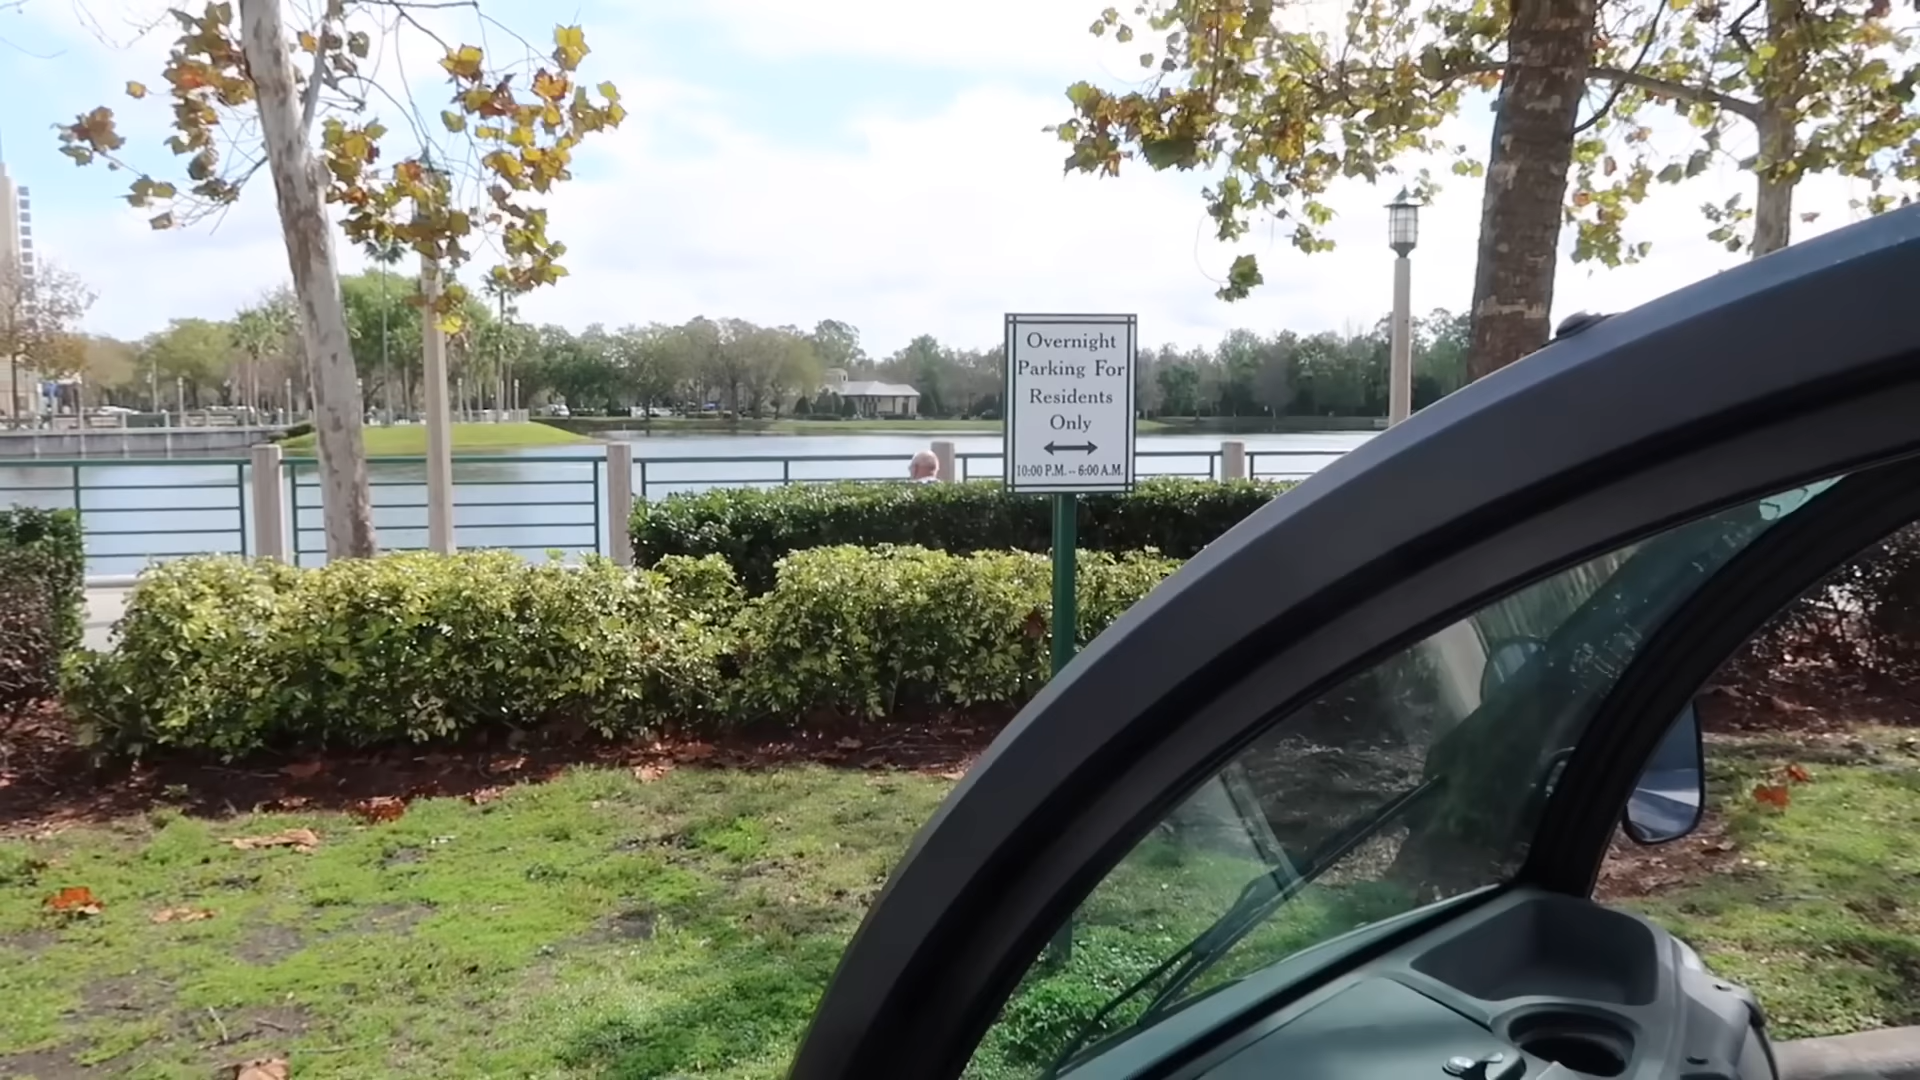 Overnight
Parking For
Residents
Only
10:00 P.M. -- 6:00 A.M.